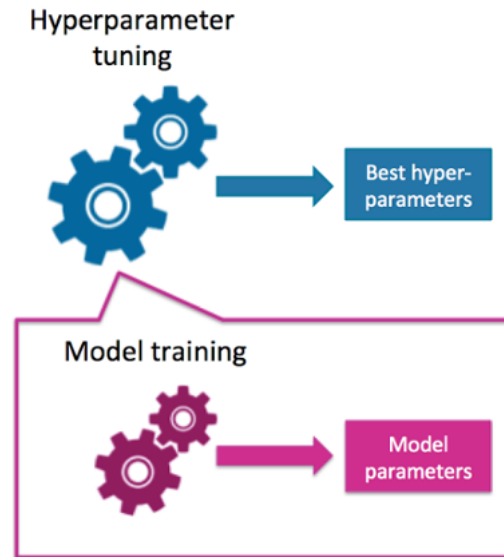 Hyperparameter
tuning
Best hyper-
parameters
Model training
Model
parameters